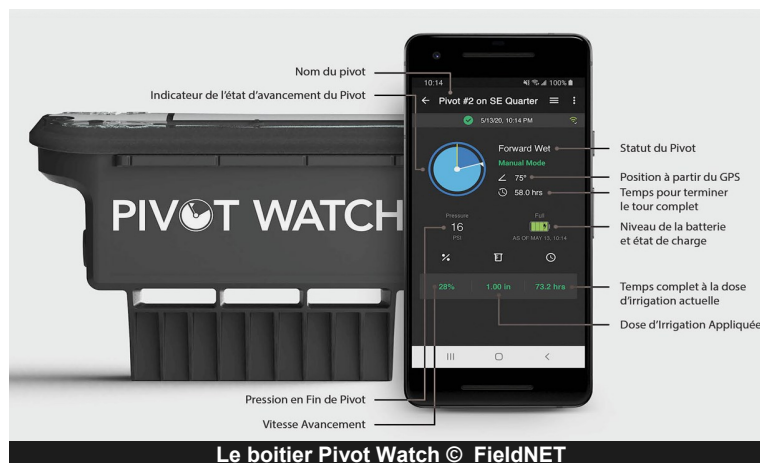 Nom du pivot
Indicateur de l'état d'avancement du Pivot
PIVOT WATCH
10:14
100%
Pivot #2 on SE Quarter
5/13/20, 10:14 PM
Forward Wet
Manual Mode
75°
58.0 hrs
Pressure
16
PSI
Full
AS OF MAY 13, 10:14
28%
1.00 in
73.2 hrs
Statut du Pivot
Position à partir du GPS
Temps pour terminer
le tour complet
Niveau de la batterie
et état de charge
Temps complet à la dose
d'irrigation actuelle
Dose d'Irrigation Appliquée
Pression en Fin de Pivot
Vitesse Avancement
Le boitier Pivot Watch © FieldNET